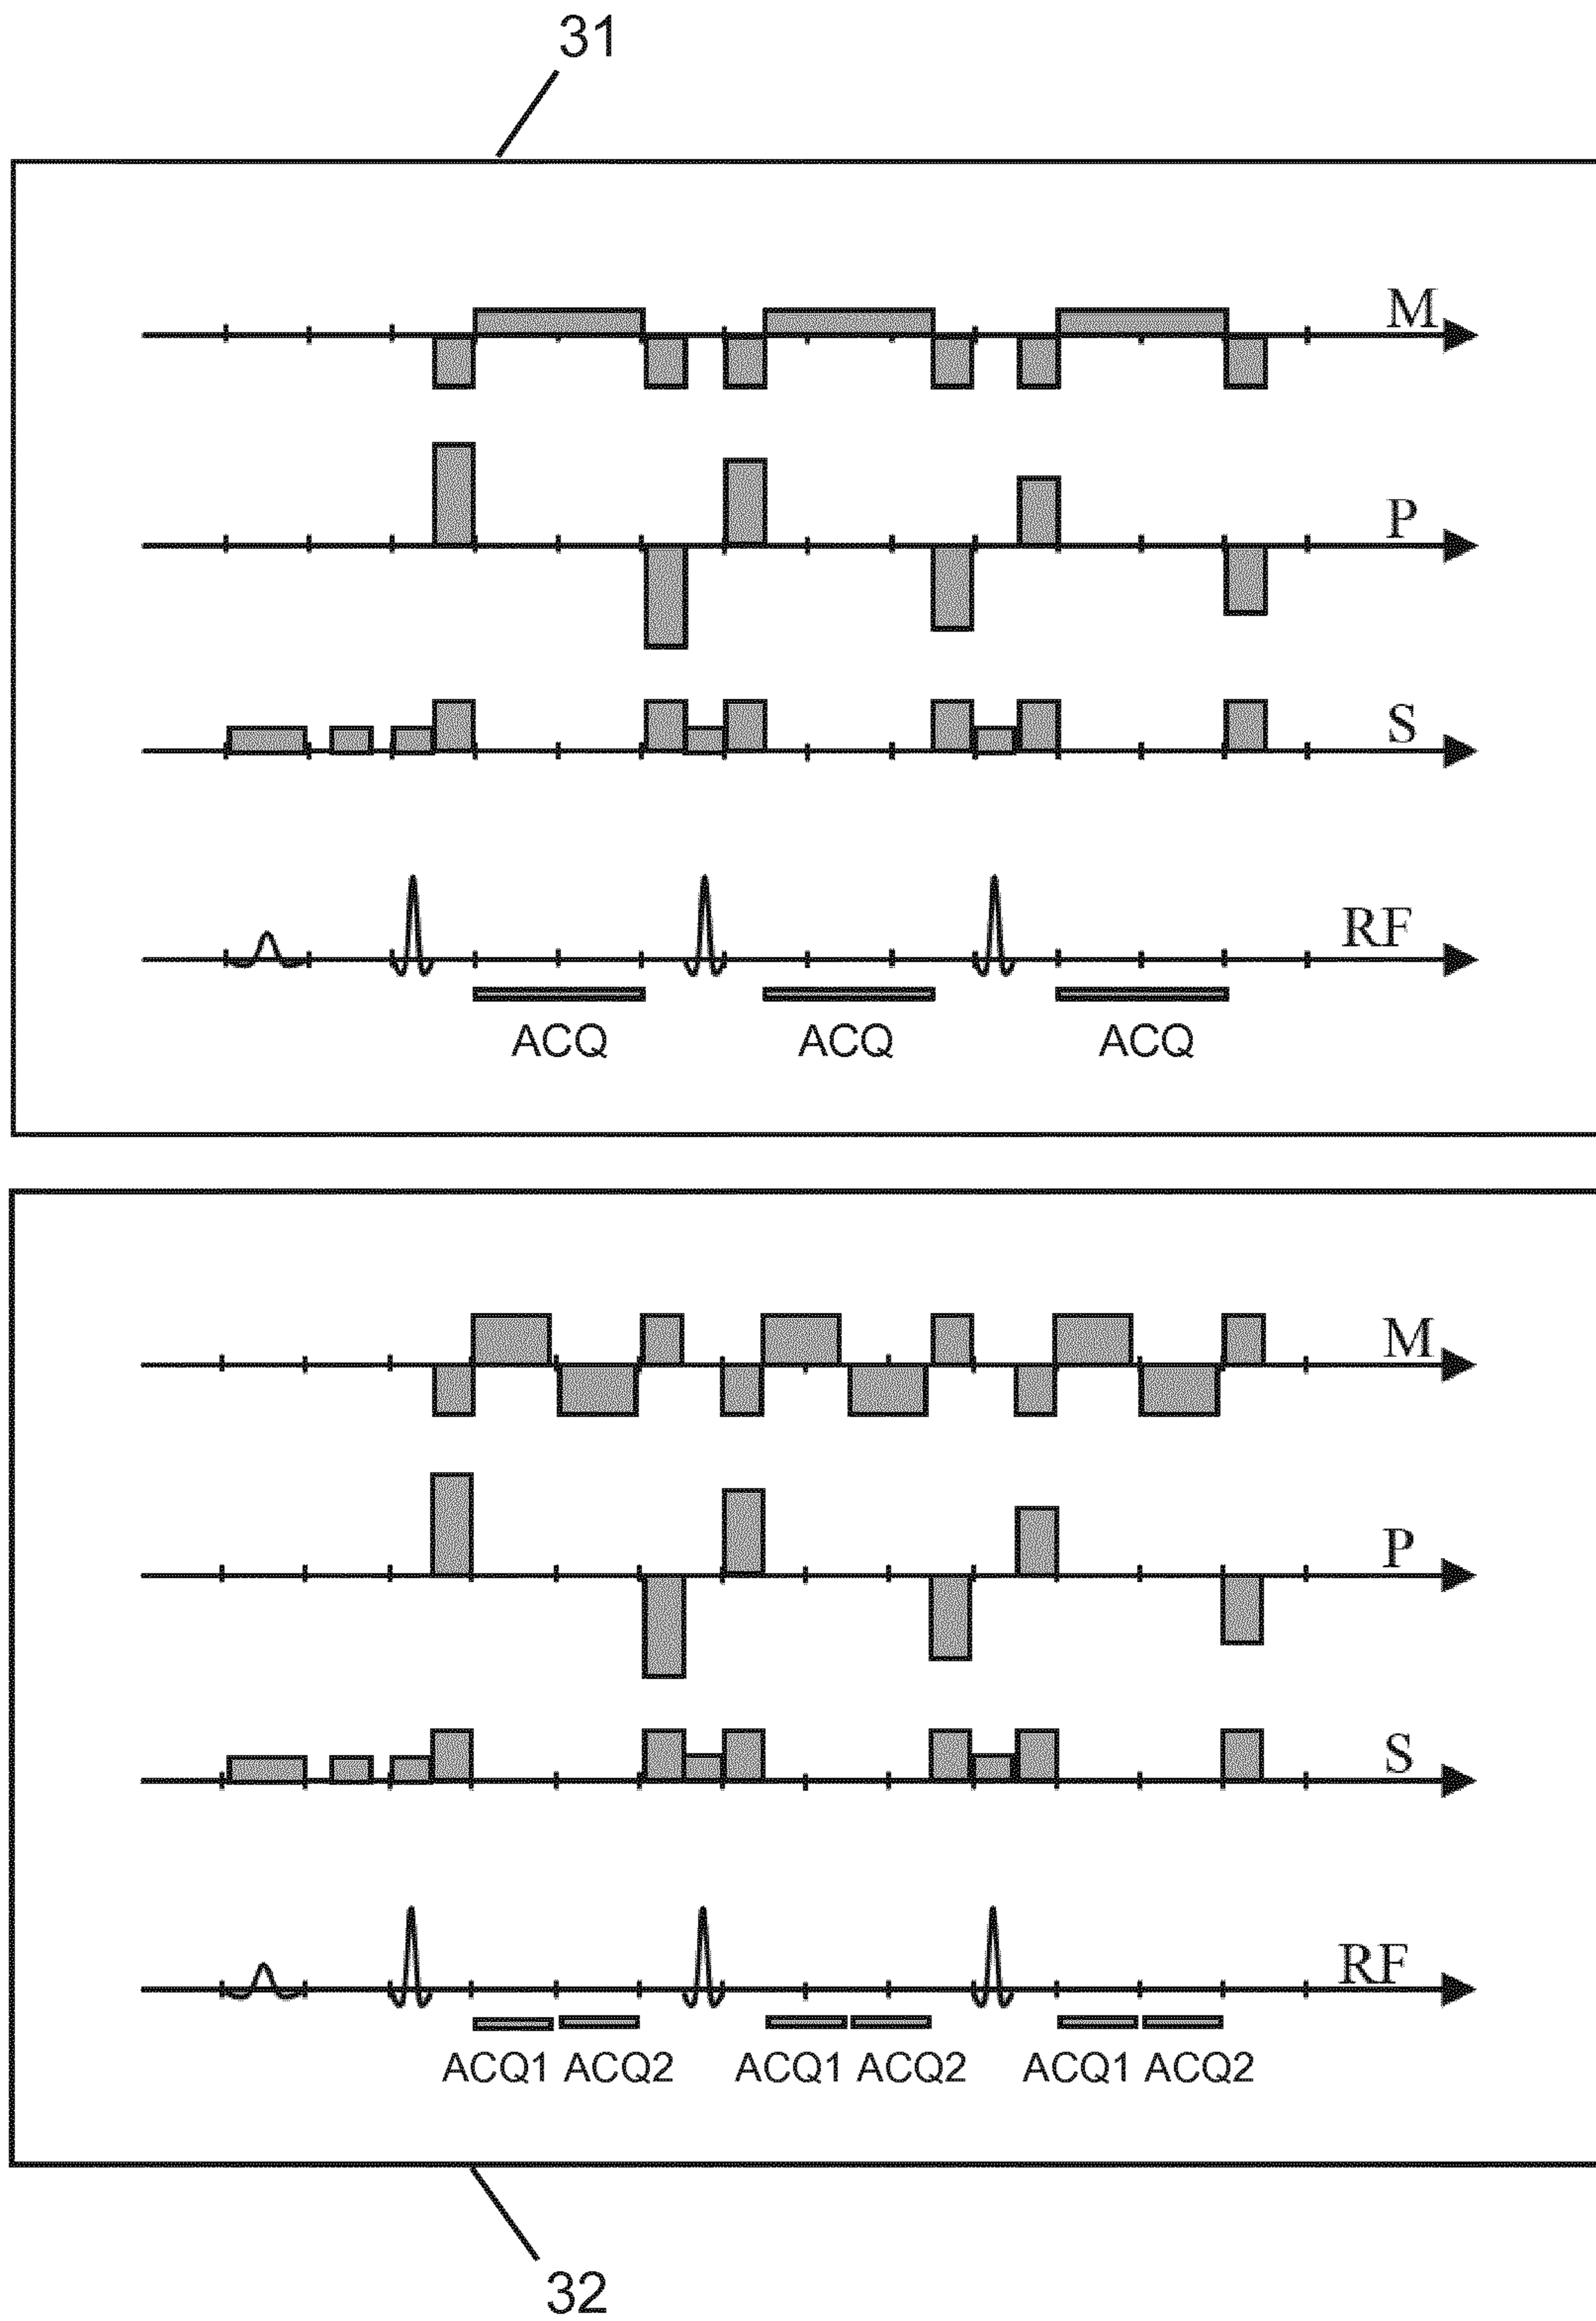 31
M
P
S
RF
ACQ ACQ ACQ
M
P
S
RF
ACQ1 ACQ2 ACQ1 ACQ2 ACQ1 ACQ2
32